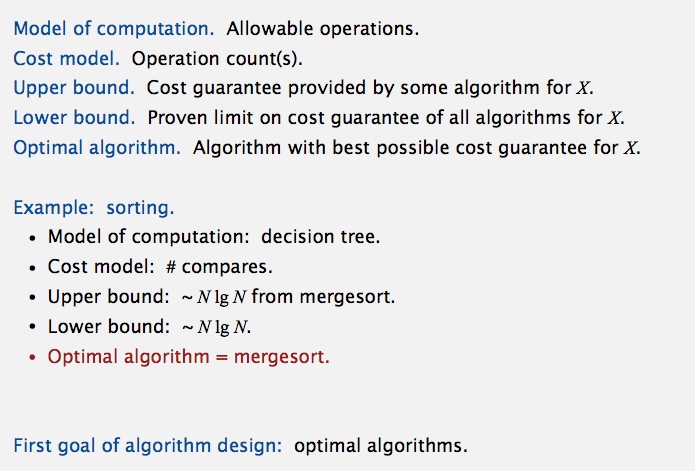 Model of computation. Allowable operations.
Cost model. Operation count(s).
Upper bound. Cost guarantee provided by some algorithm for X.
Lower bound. Proven limit on cost guarantee of all algorithms for X.
Optimal algorithm. Algorithm with best possible cost guarantee for X.
Example: sorting.
• Model of computation: decision tree.
• Cost model: # compares.
• Upper bound: ~ N lg N from mergesort.
• Lower bound: ~ N lg N.
• Optimal algorithm = mergesort.
First goal of algorithm design: optimal algorithms.